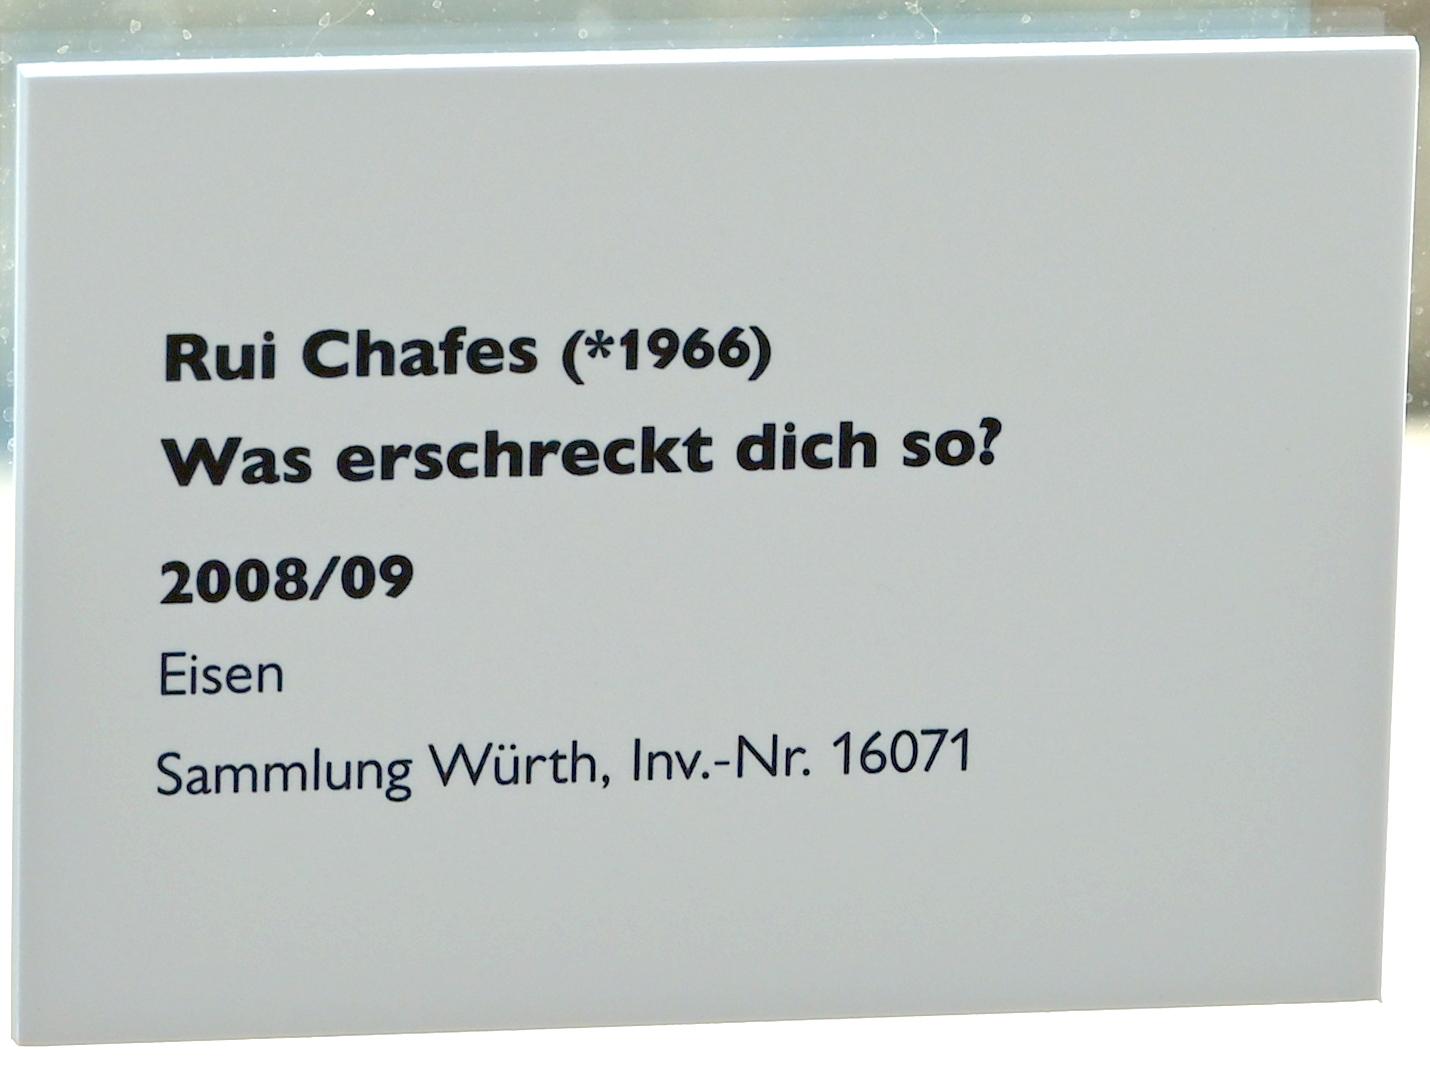 Rui Chafes (*1966)
Was erschreckt dich so?
2008/09
Eisen
Sammlung Würth, Inv.-Nr. 16071